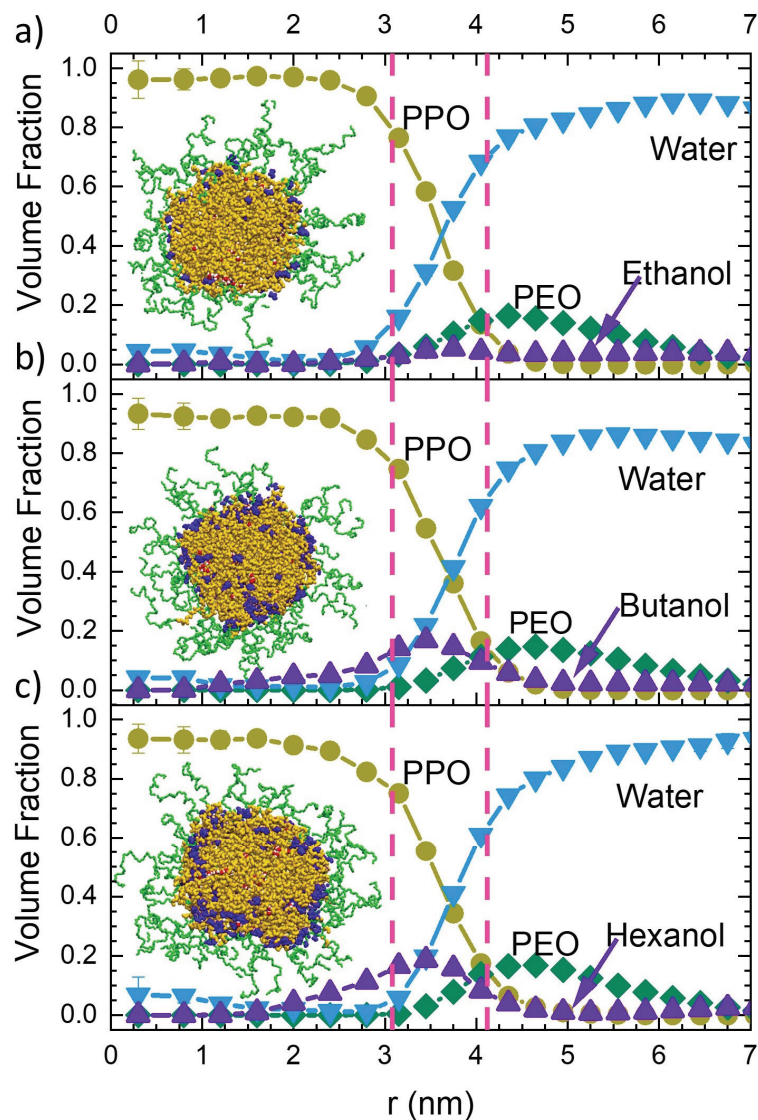 0 1 2 3 4 5 6 7
a)
1.0
0.8
0.6
0.4
0.2
0.0
Volume Fraction
PPO
Water
PEO
Ethanol
b)
1.0
0.8
0.6
0.4
0.2
0.0
Volume Fraction
PPO
Water
PEO
Butanol
c)
1.0
0.8
0.6
0.4
0.2
0.0
Volume Fraction
PPO
Water
PEO
Hexanol
0 1 2 3 4 5 6 7
r (nm)